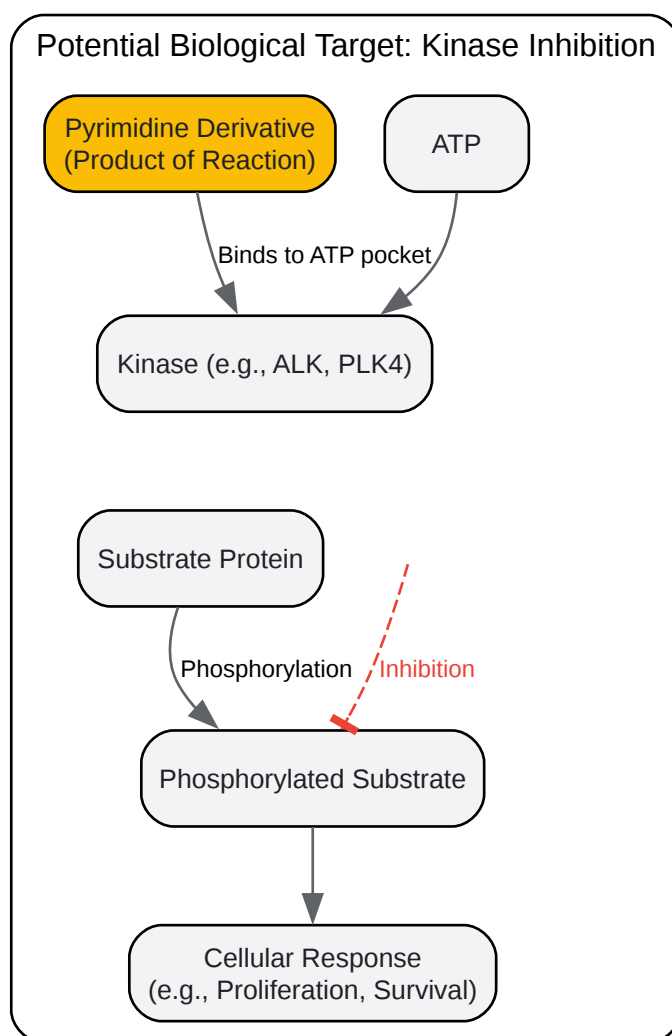 Potential Biological Target: Kinase Inhibition
Pyrimidine Derivative
(Product of Reaction)
ATP
Binds to ATP pocket
Kinase (e.g., ALK, PLK4)
Substrate Protein
Phosphorylation
Inhibition
Phosphorylated Substrate
Cellular Response
(e.g., Proliferation, Survival)